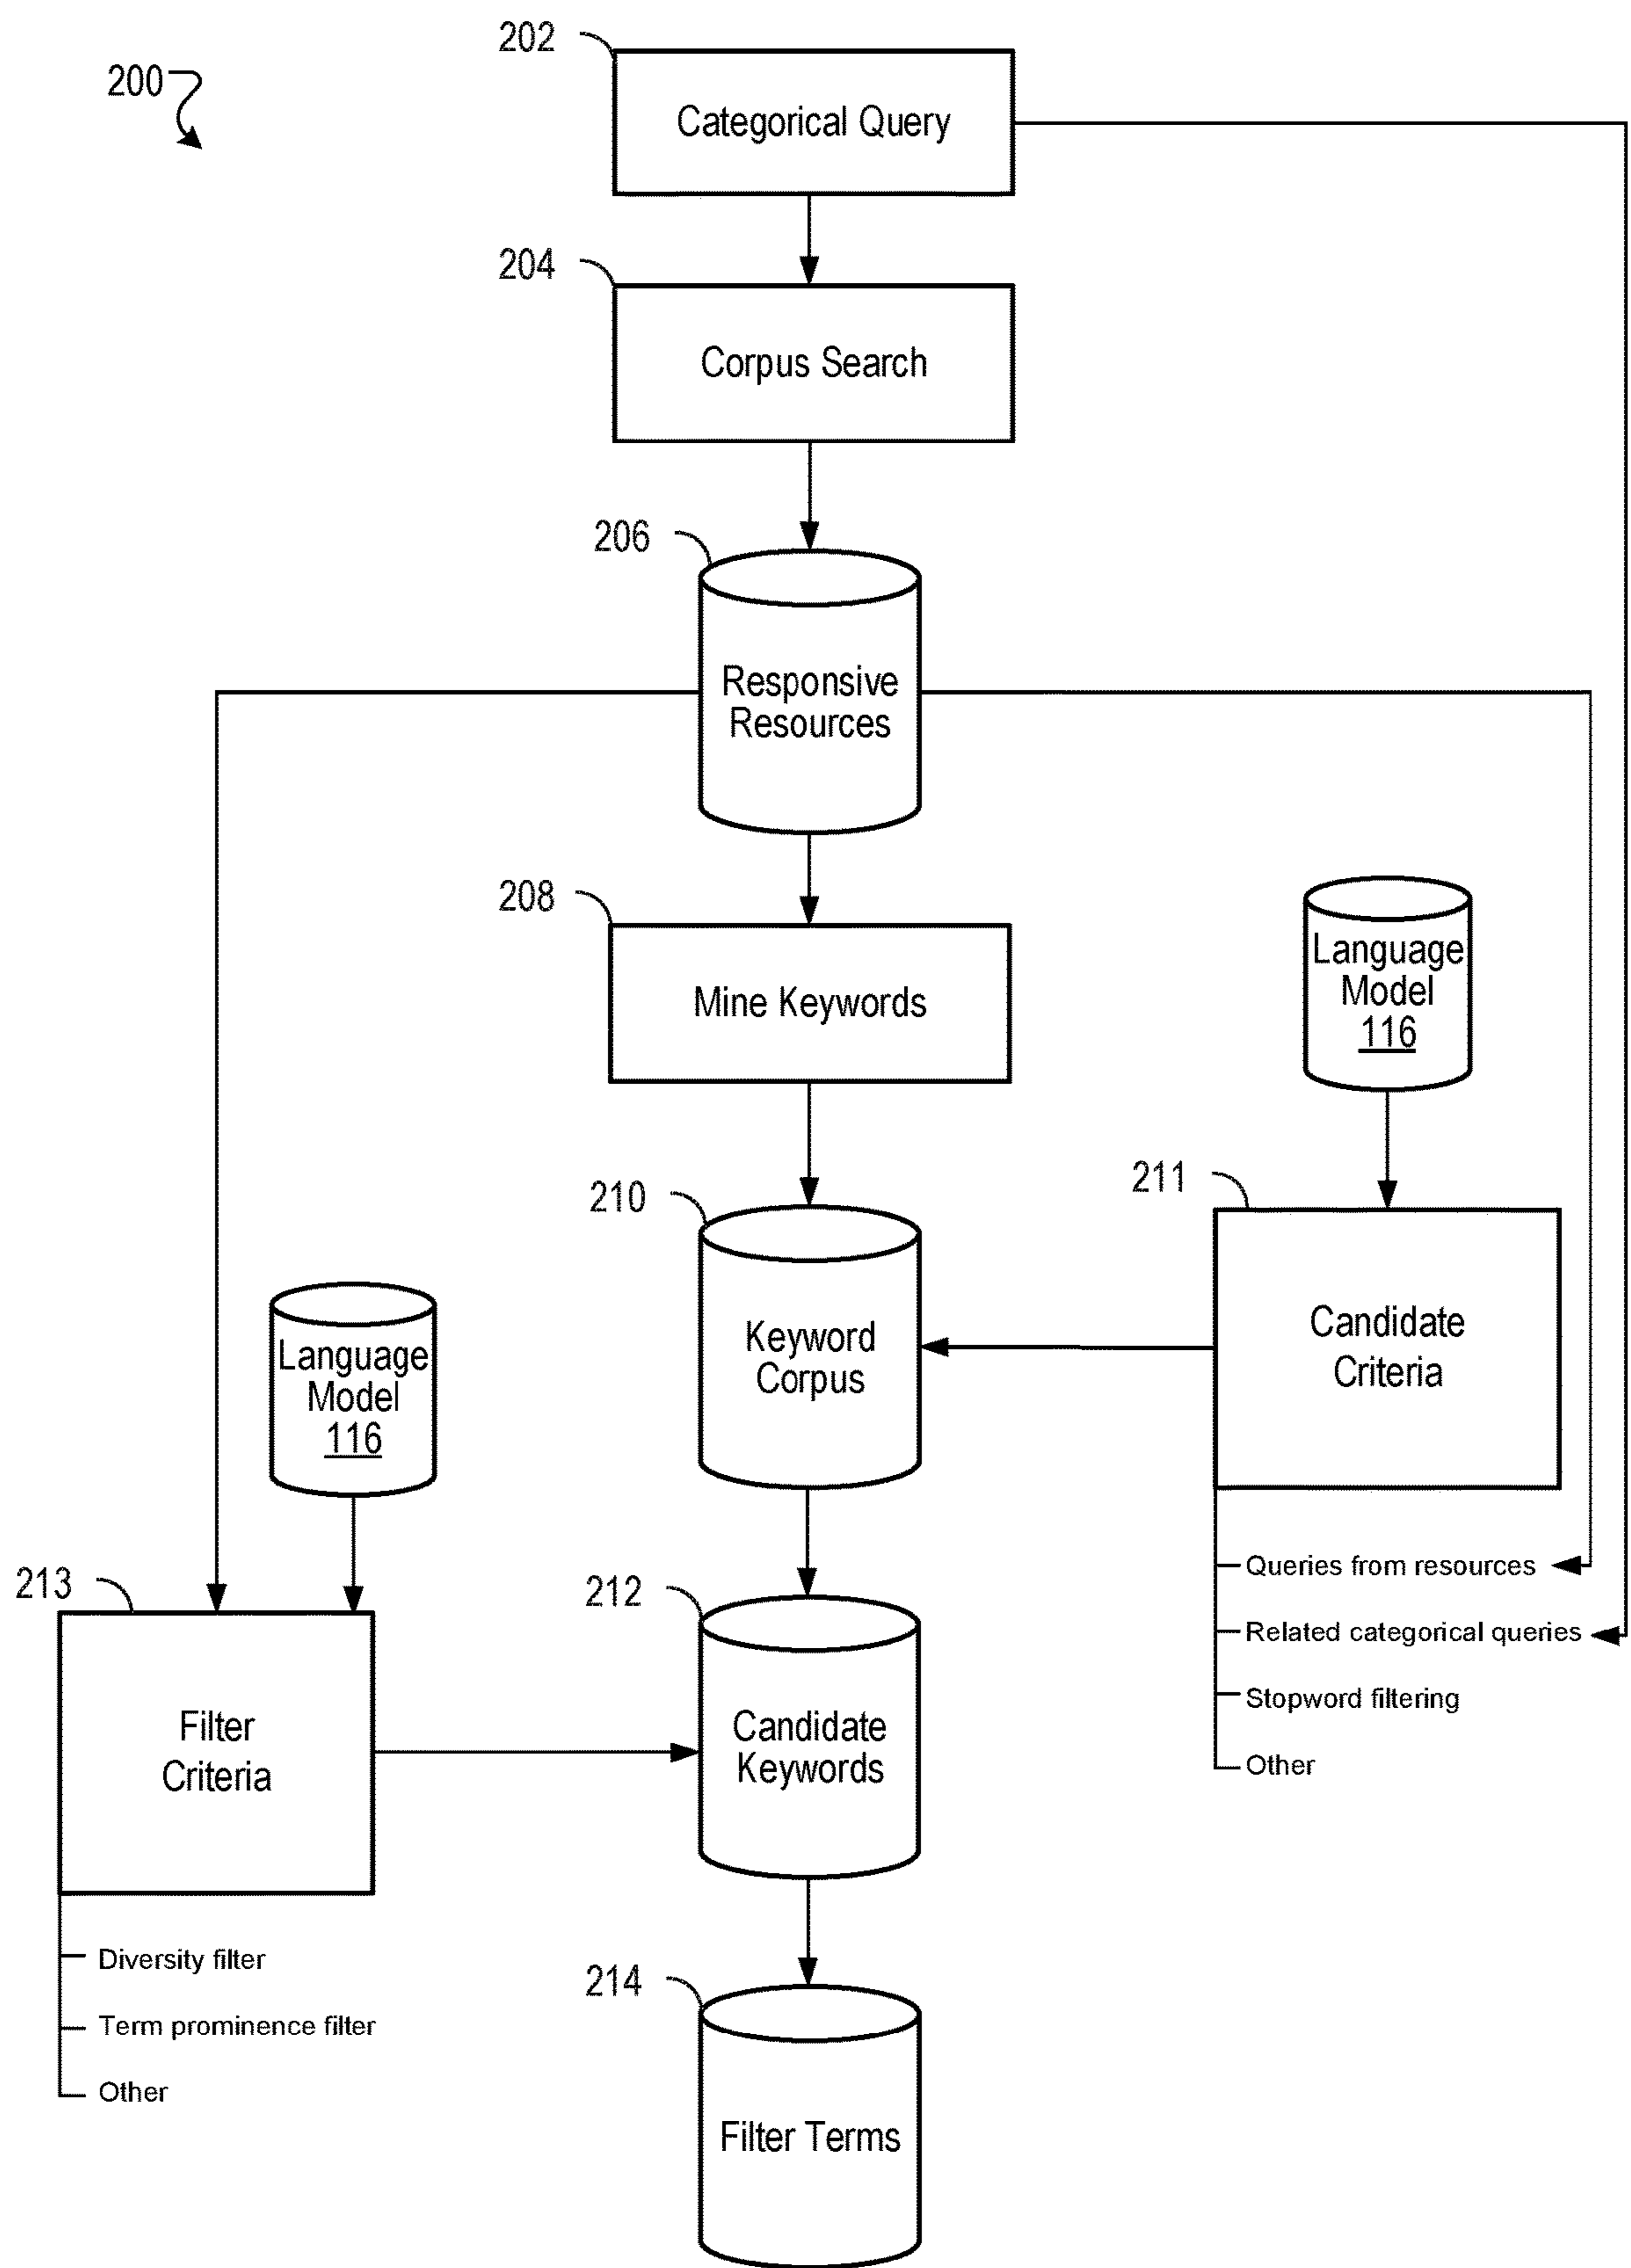 202
200
Categorical Query
204
Corpus Search
206
Responsive
Resources
208
Mine Keywords
Language
Model
116
211
210
Candidate
Criteria
Keyword
Corpus
Language
Model
116
Queries from resources
213
212
Related categorical queries
Stopword filtering
Filter
Criteria
Candidate
Keywords
Other
Diversity filter
214
Term prominence filter
Other
Filter Terms